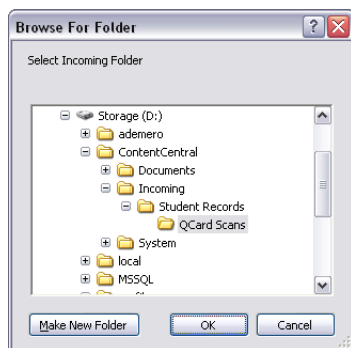 Browse For Folder
Select Incoming Folder
Storage (D:)
ademero
ContentCentral
Documents
Incoming
Student Records
QCard Scans
System
local
MSSQL
Make New Folder
OK
Cancel